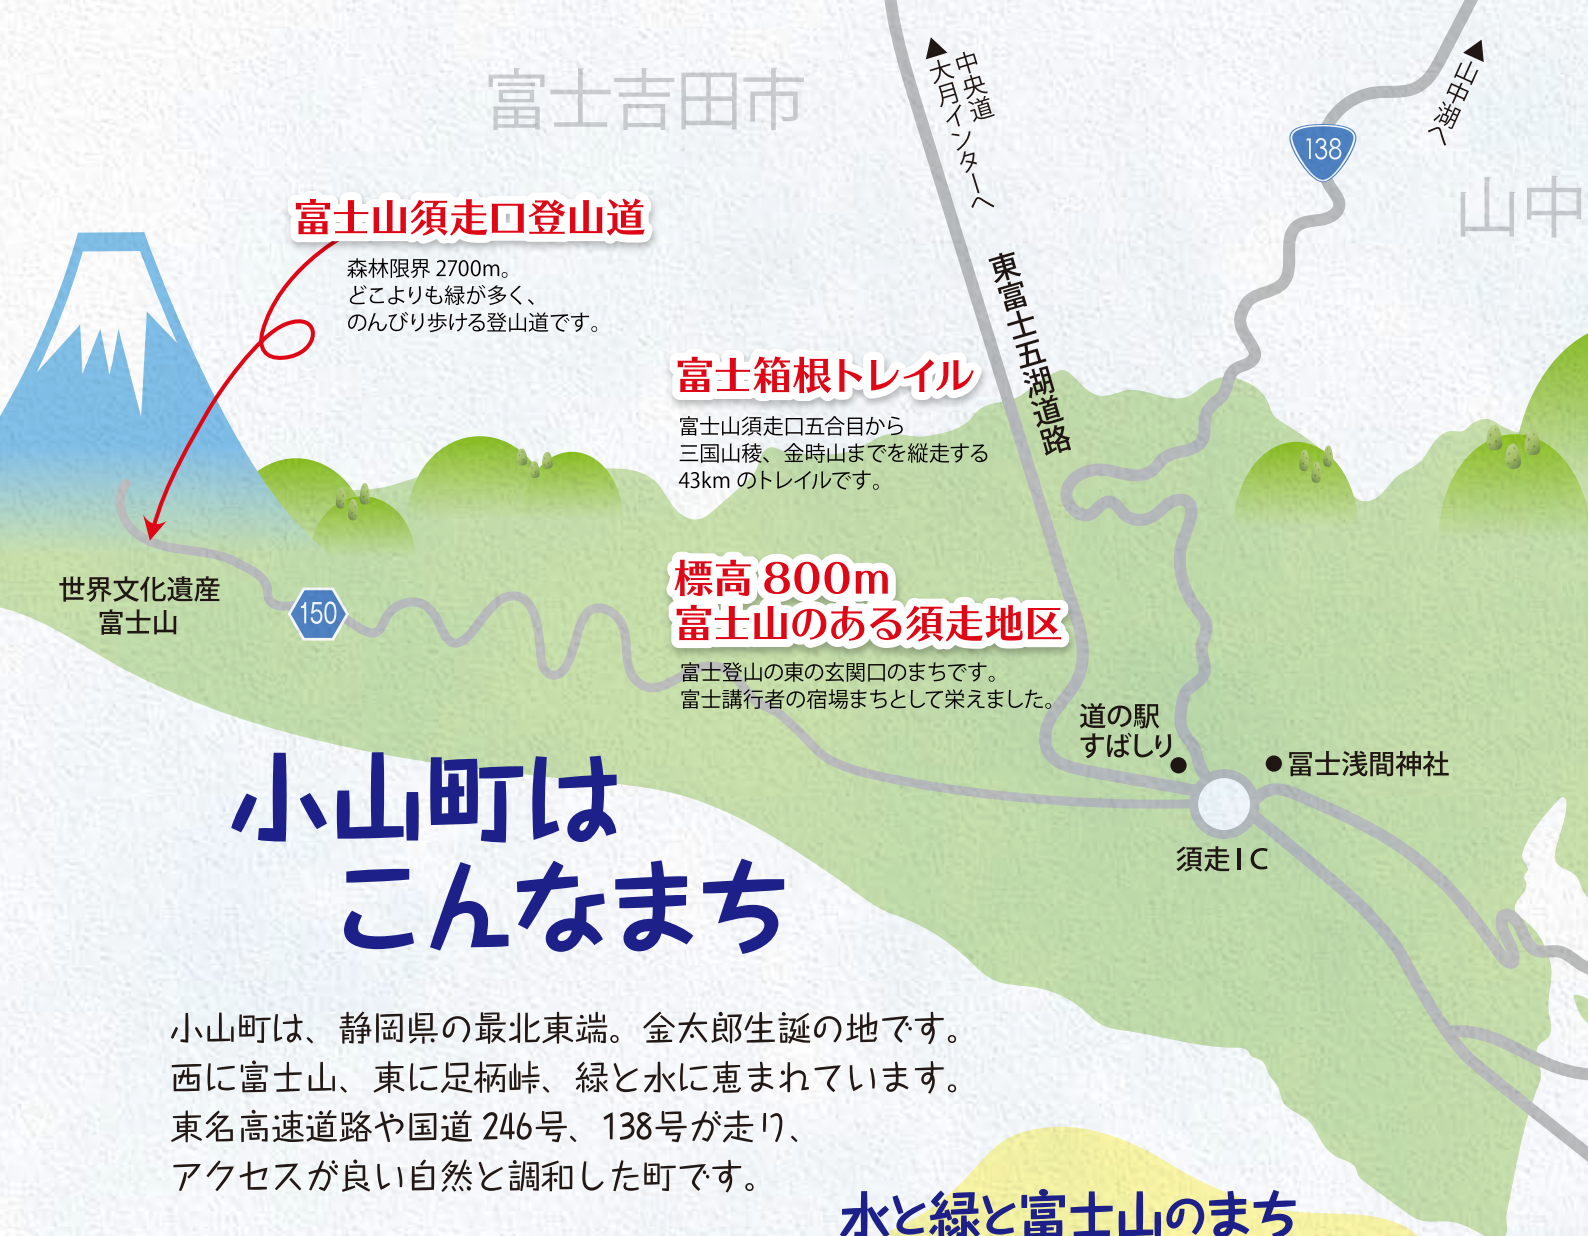 富士吉田市
中央道
大月インターへ
山中湖へ
138
山中
富士山須走口登山道
森林限界 2700m。
どこよりも緑が多く、
のんびり歩ける登山道です。
東富士五湖道路
富士箱根トレイル
富士山須走口五合目から
三国山稜、金時山までを縦走する
43km のトレイルです。
世界文化遺産
富士山
150
標高 800m
富士山のある須走地区
富士登山の東の玄関口のまちです。
富士講行者の宿場まちとして栄えました。
道の駅
すばしり
冨士浅間神社
須走IC
小山町は
こんなまち
小山町は、静岡県の最北東端。金太郎生誕の地です。
西に富士山、東に足柄峠、緑と水に恵まれています。
東名高速道路や国道 246号、138号が走り、
アクセスが良い自然と調和した町です。
水と緑と富士山のまち